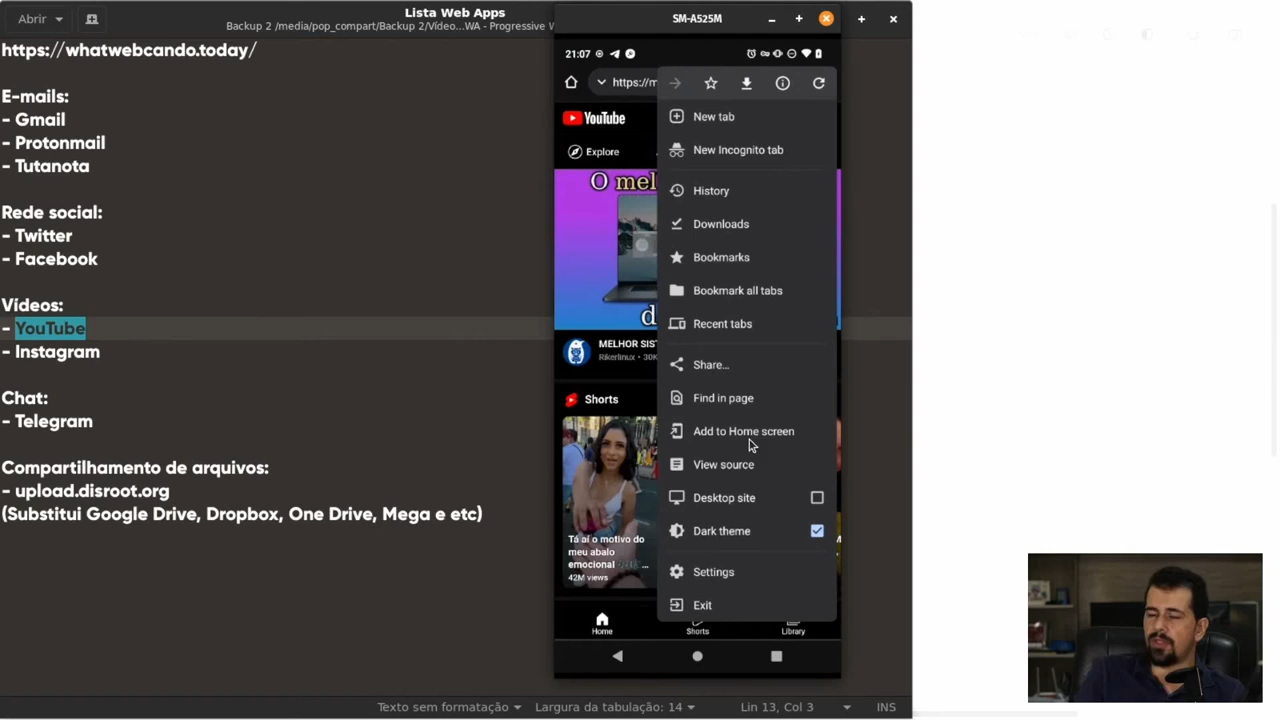 Abrir
Lista Web Apps
Backup 2 /media/pop_compart/Backup 2/Vídeo...WA - Progressive W
https://whatwebcando.today/
E-mails:
- Gmail
- Protonmail
- Tutanota
Rede social:
- Twitter
- Facebook
Vídeos:
- YouTube
- Instagram
Chat:
- Telegram
Compartilhamento de arquivos:
- upload.disroot.org
(Substitui Google Drive, Dropbox, One Drive, Mega e etc)
Texto sem formatação
Largura da tabulação: 14
Lin 13, Col 3
INS
SM-A525M
21:07
https://m
YouTube
Explore
O mel
d
MELHOR SIST
Rikerlinux • 30K
Shorts
Tá aí o motivo do
meu abalo
emocional ...
42M views
Home
Shorts
Library
New tab
New Incognito tab
History
Downloads
Bookmarks
Bookmark all tabs
Recent tabs
Share...
Find in page
Add to Home screen
View source
Desktop site
Dark theme
Settings
Exit